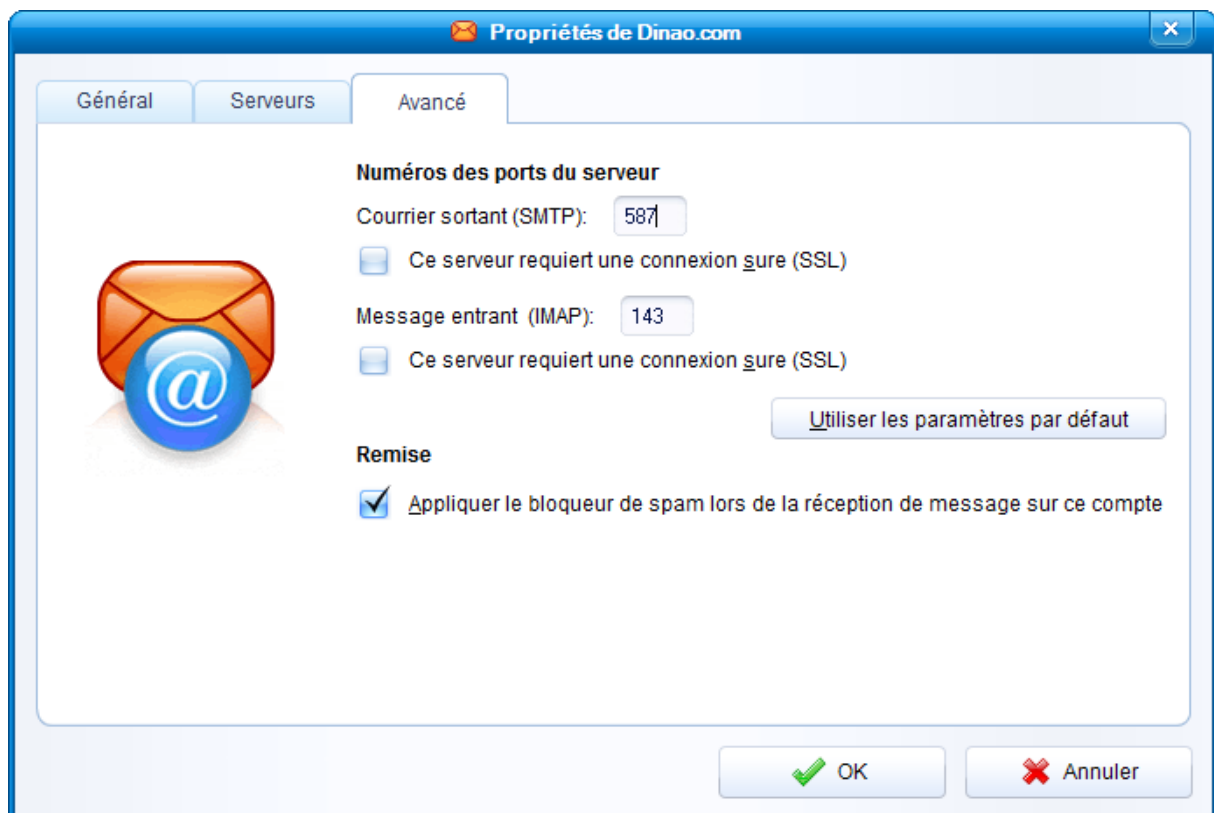 Propriétés de Dinao.com
Général Serveurs Avancé
Numéros des ports du serveur
Courrier sortant (SMTP): 587
Ce serveur requiert une connexion sure (SSL)
Message entrant (IMAP): 143
Ce serveur requiert une connexion sure (SSL)
Utiliser les paramètres par défaut
Remise
Appliquer le bloqueur de spam lors de la réception de message sur ce compte
OK Annuler